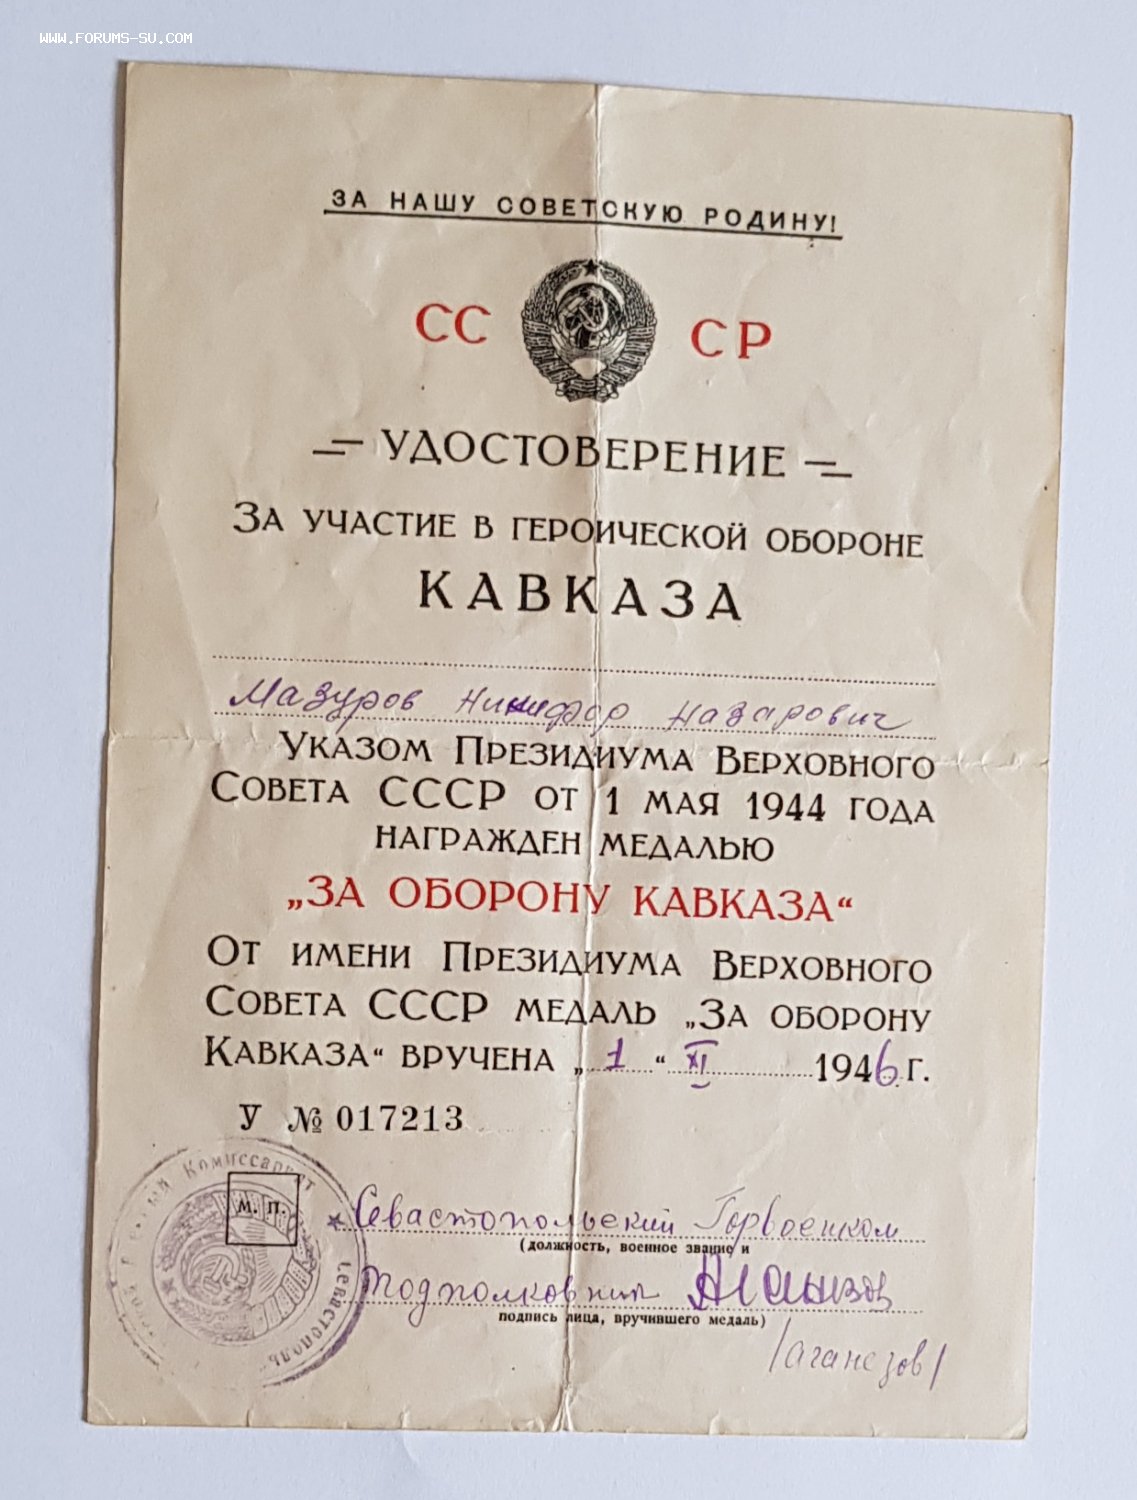 WWW.FORUMS-SU.COM
ЗА НАШУ СОВЕТСКУЮ РОДИНУ!
СС СР
УДОСТОВЕРЕНИЕ
ЗА УЧАСТИЕ В ГЕРОИЧЕСКОЙ ОБОРОНЕ
КАВКАЗА
Мазуров Никифор Назарович
УКАЗОМ ПРЕЗИДИУМА ВЕРХОВНОГО
СОВЕТА СССР ОТ 1 МАЯ 1944 ГОДА
НАГРАЖДЕН МЕДАЛЬЮ
„ЗА ОБОРОНУ КАВКАЗА“
ОТ ИМЕНИ ПРЕЗИДИУМА ВЕРХОВНОГО
СОВЕТА СССР МЕДАЛЬ „ЗА ОБОРОНУ
КАВКАЗА“ ВРУЧЕНА „1“ XI 1946 г.
У № 017213
Комиссариат
м. п.
Севастополь
Севастопольский Горвоенком
(должность, военное звание и
Подполковник
подпись лица, вручившего медаль)